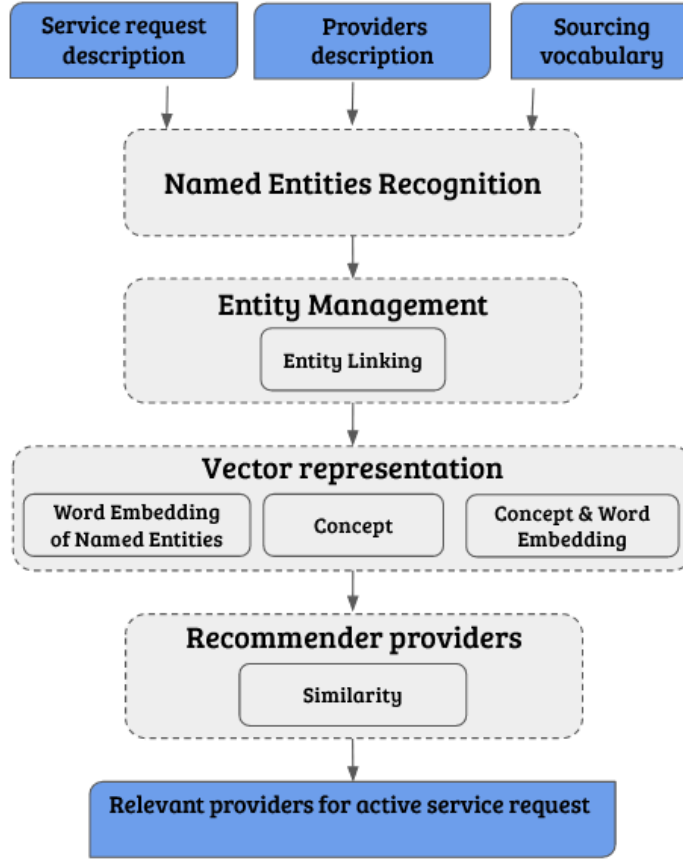 Service request
description
Providers
description
Sourcing
vocabulary
Named Entities Recognition
Entity Management
Entity Linking
Vector representation
Word Embedding
of Named Entities
Concept
Concept & Word
Embedding
Recommender providers
Similarity
Relevant providers for active service request